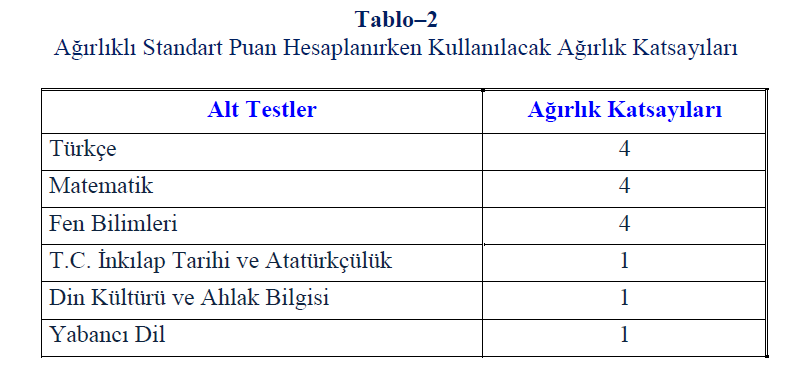 Tablo–2
Ağırlıklı Standart Puan Hesaplanırken Kullanılacak Ağırlık Katsayıları
Alt Testler Ağırlık Katsayıları
Türkçe 4
Matematik 4
Fen Bilimleri 4
T.C. İnkılap Tarihi ve Atatürkçülük 1
Din Kültürü ve Ahlak Bilgisi 1
Yabancı Dil 1